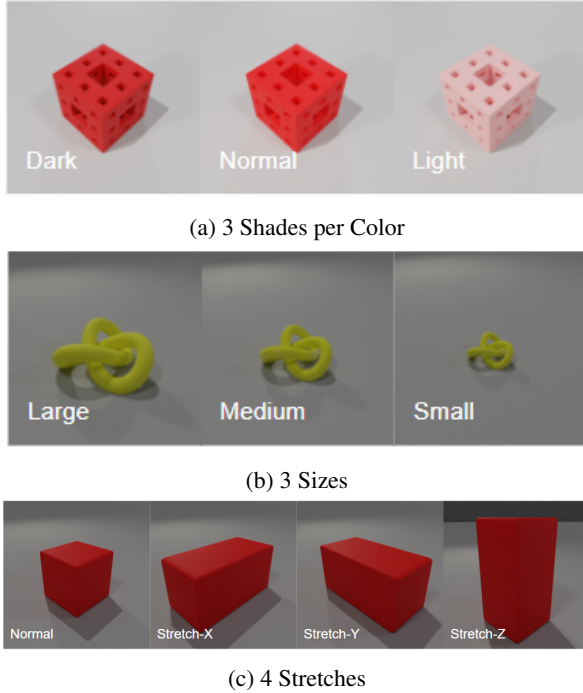 Dark Normal Light
(a) 3 Shades per Color
Large Medium Small
(b) 3 Sizes
Normal Stretch-X Stretch-Y Stretch-Z
(c) 4 Stretches